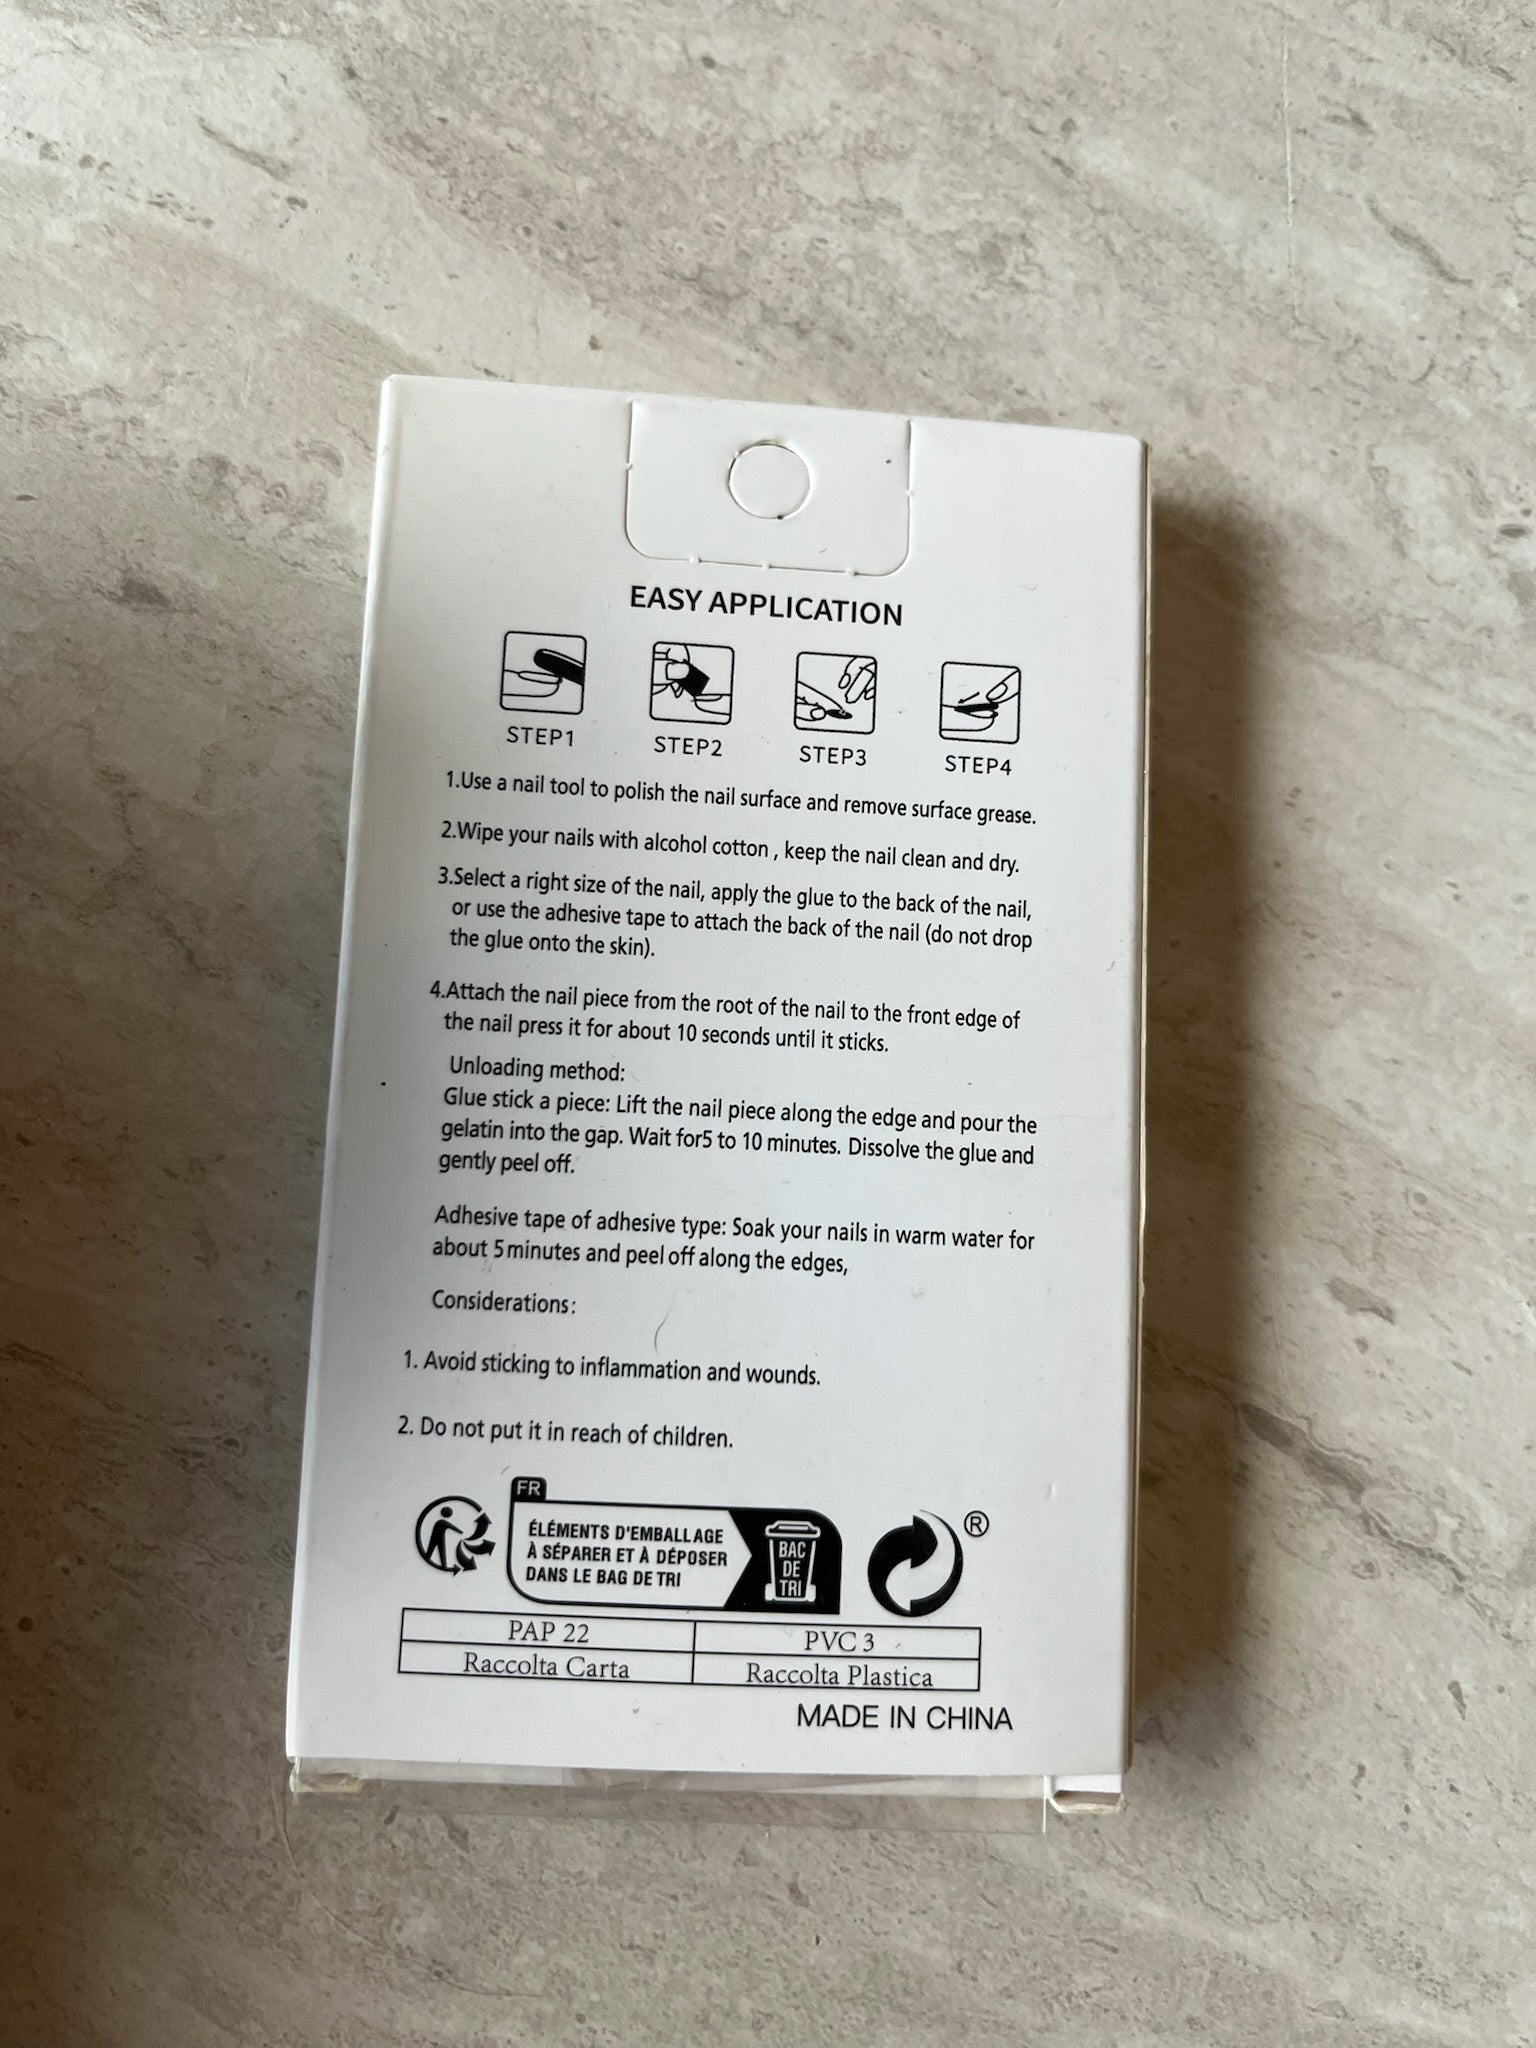 EASY APPLICATION
STEP1 STEP2 STEP3 STEP4
1.Use a nail tool to polish the nail surface and remove surface grease.
2.Wipe your nails with alcohol cotton , keep the nail clean and dry.
3.Select a right size of the nail, apply the glue to the back of the nail,
or use the adhesive tape to attach the back of the nail (do not drop
the glue onto the skin).
4.Attach the nail piece from the root of the nail to the front edge of
the nail press it for about 10 seconds until it sticks.
Unloading method:
Glue stick a piece: Lift the nail piece along the edge and pour the
gelatin into the gap. Wait for5 to 10 minutes. Dissolve the glue and
gently peel off.
Adhesive tape of adhesive type: Soak your nails in warm water for
about 5 minutes and peel off along the edges,
Considerations:
1. Avoid sticking to inflammation and wounds.
2. Do not put it in reach of children.
FR
ÉLÉMENTS D'EMBALLAGE
À SÉPARER ET À DÉPOSER
DANS LE BAG DE TRI
BAC
DE
TRI
®
PAP 22 PVC 3
Raccolta Carta Raccolta Plastica
MADE IN CHINA